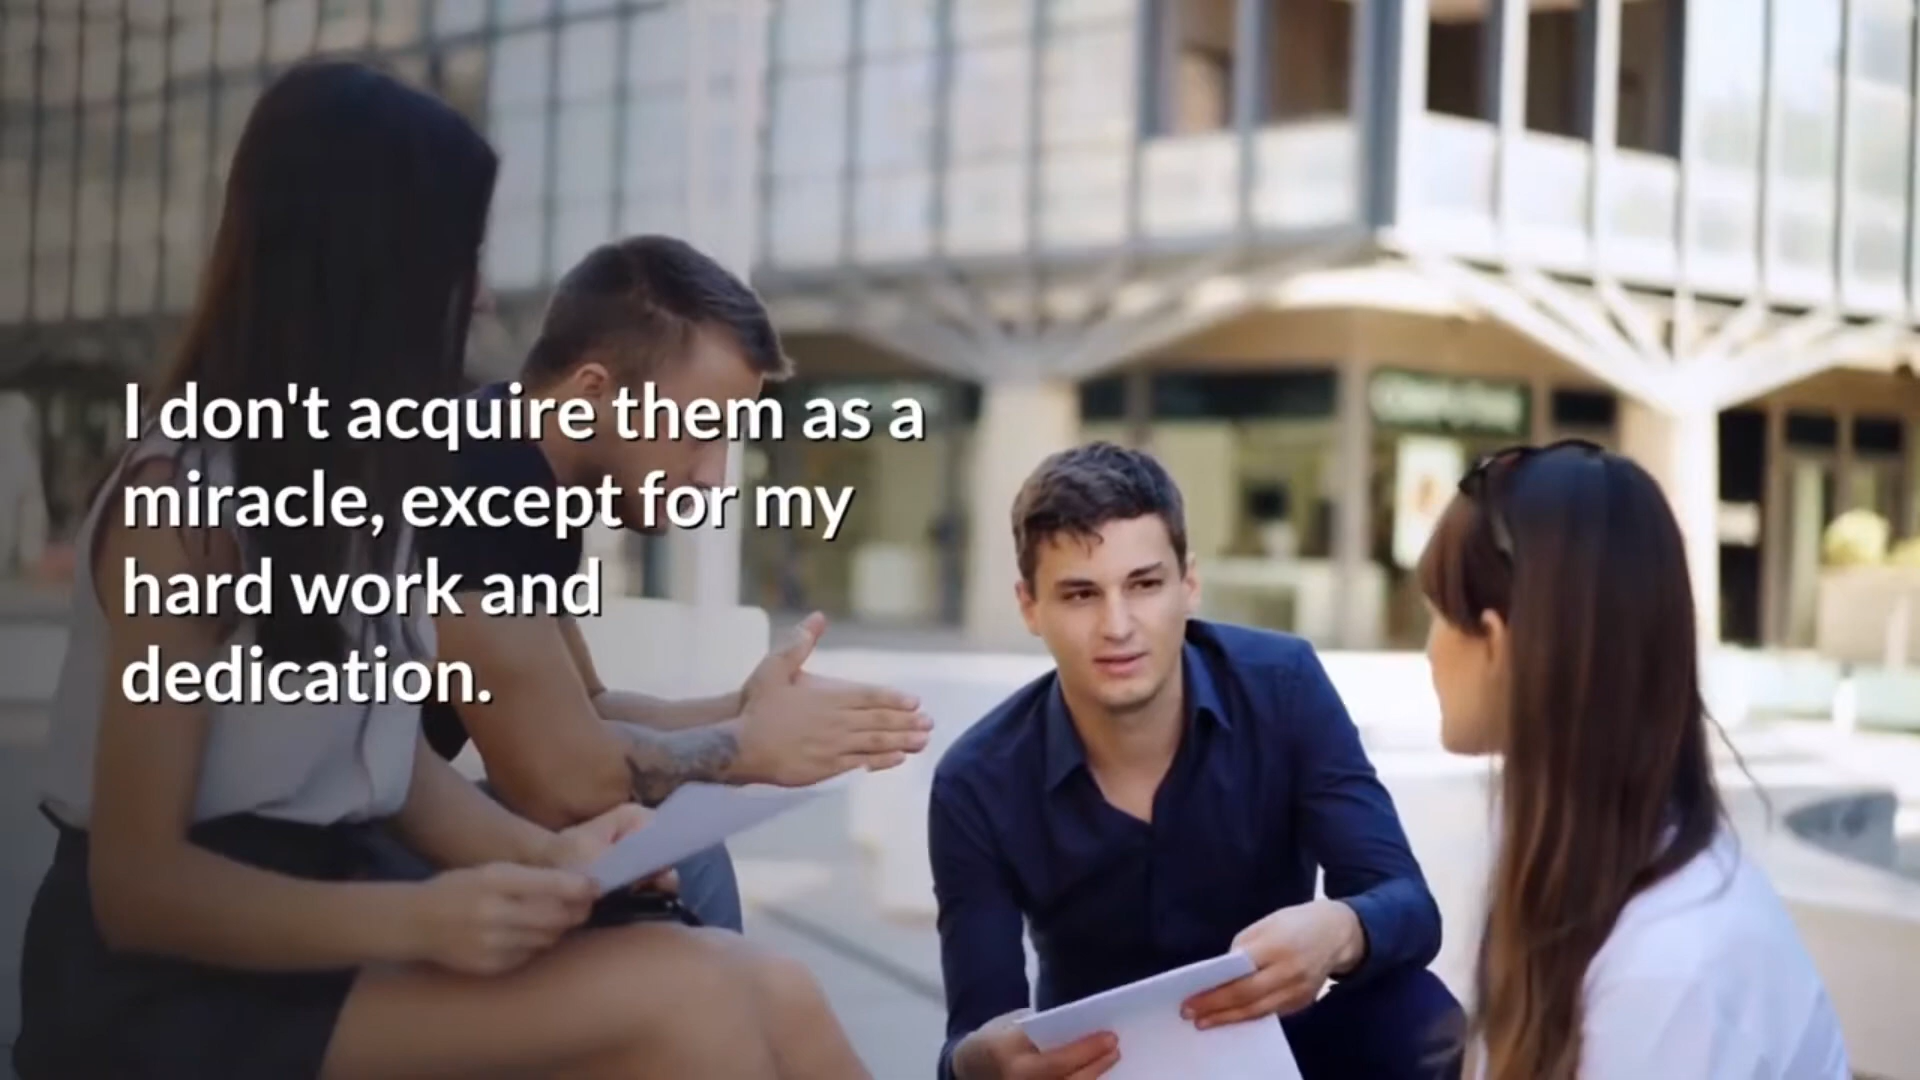 I don't acquire them as a
miracle, except for my
hard work and
dedication.